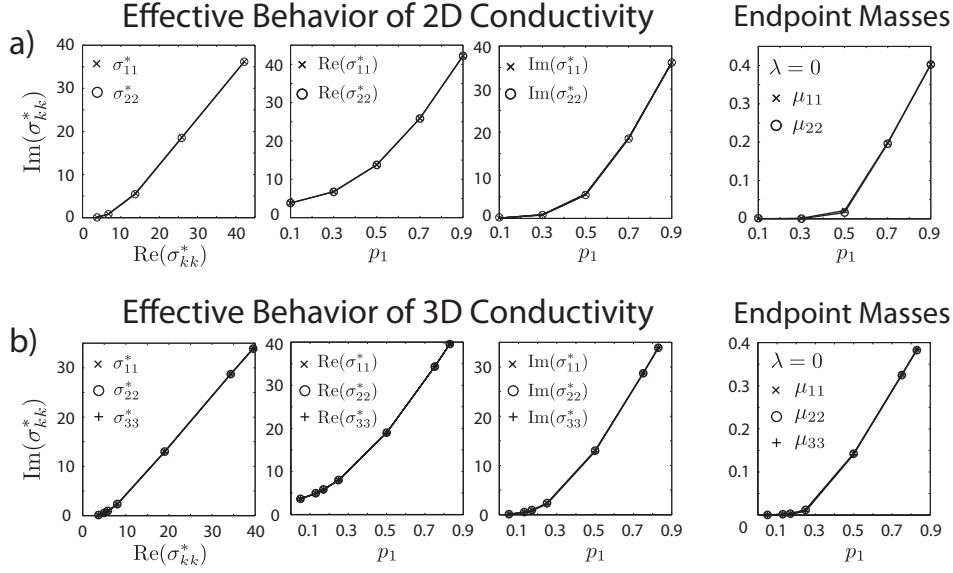 Effective Behavior of 2D Conductivity
Endpoint Masses
a)
40
30
20
10
0
0 10 20 30 40
Im(σ*kk)
Re(σ*kk)
× σ*11
○ σ*22
40
30
20
10
0
0.1 0.3 0.5 0.7 0.9
p1
× Re(σ*11)
○ Re(σ*22)
40
30
20
10
0
0.1 0.3 0.5 0.7 0.9
p1
× Im(σ*11)
○ Im(σ*22)
0.4
0.3
0.2
0.1
0
0.1 0.3 0.5 0.7 0.9
p1
λ = 0
× μ11
○ μ22
Effective Behavior of 3D Conductivity
Endpoint Masses
b)
30
20
10
0
0 10 20 30 40
Im(σ*kk)
Re(σ*kk)
× σ*11
○ σ*22
+ σ*33
40
30
20
10
0
0.1 0.3 0.5 0.7 0.9
p1
× Re(σ*11)
○ Re(σ*22)
+ Re(σ*33)
30
20
10
0
0.1 0.3 0.5 0.7 0.9
p1
× Im(σ*11)
○ Im(σ*22)
+ Im(σ*33)
0.4
0.3
0.2
0.1
0
0.1 0.3 0.5 0.7 0.9
p1
λ = 0
× μ11
○ μ22
+ μ33